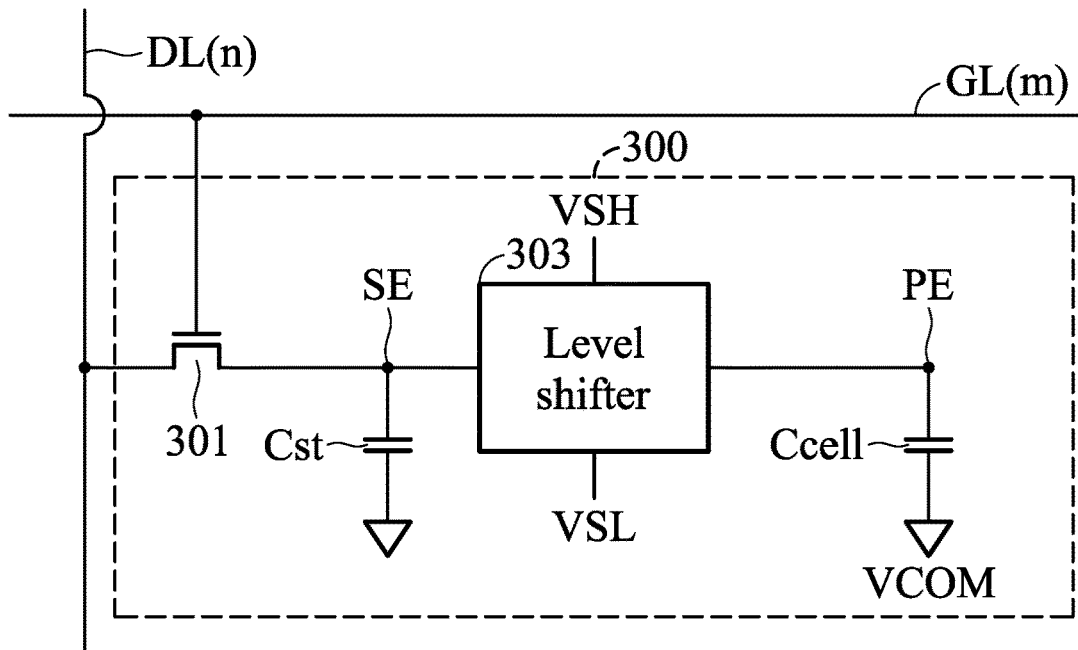 DL(n)
GL(m)
300
VSH
303
SE
PE
Level
shifter
301
Cst
Ccell
VSL
VCOM